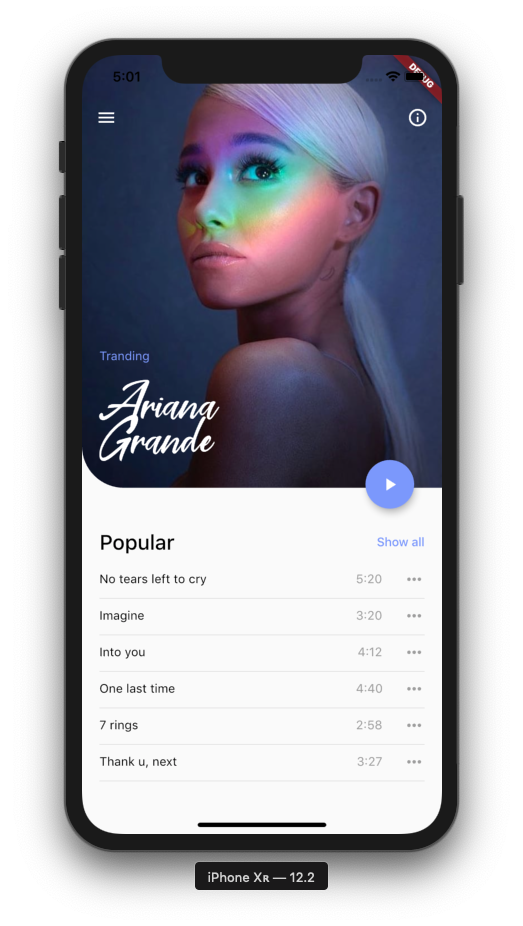 5:01
DEBUG
Tranding
Ariana
Grande
Popular
Show all
No tears left to cry 5:20
Imagine 3:20
Into you 4:12
One last time 4:40
7 rings 2:58
Thank u, next 3:27
iPhone Xʀ — 12.2